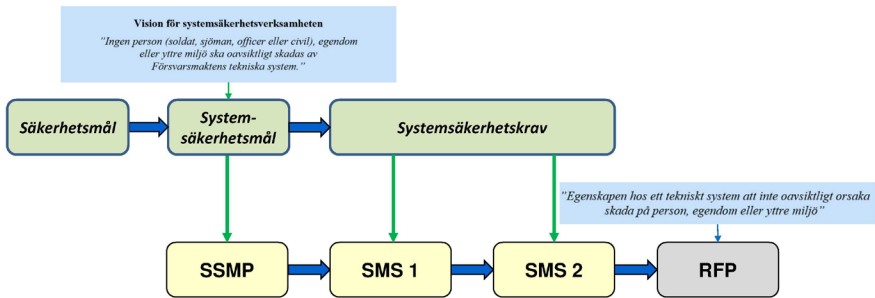 Vision för systemsäkerhetsverksamheten
"Ingen person (soldat, sjöman, officer eller civil), egendom
eller yttre miljö ska oavsiktligt skadas av
Försvarsmaktens tekniska system."
Säkerhetsmål
System-
säkerhetsmål
Systemsäkerhetskrav
"Egenskapen hos ett tekniskt system att inte oavsiktligt orsaka
skada på person, egendom eller yttre miljö"
SSMP
SMS 1
SMS 2
RFP